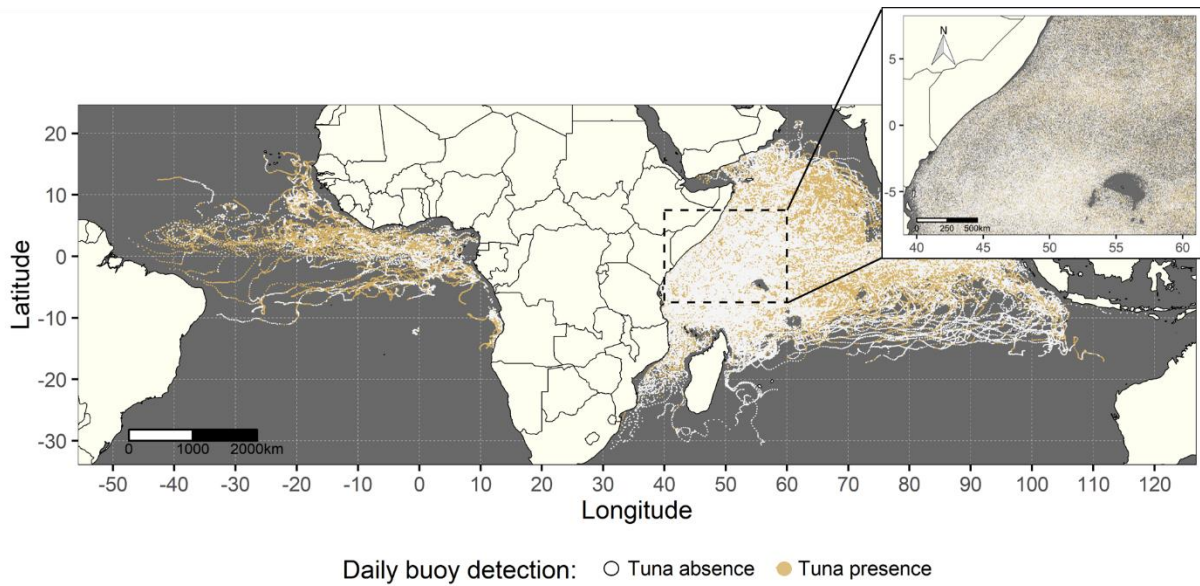 N
5
0
-5
0 250 500km
40 45 50 55 60
20
10
0
-10
-20
-30
Latitude
0 1000 2000km
-50 -40 -30 -20 -10 0 10 20 30 40 50 60 70 80 90 100 110 120
Longitude
Daily buoy detection: Tuna absence Tuna presence